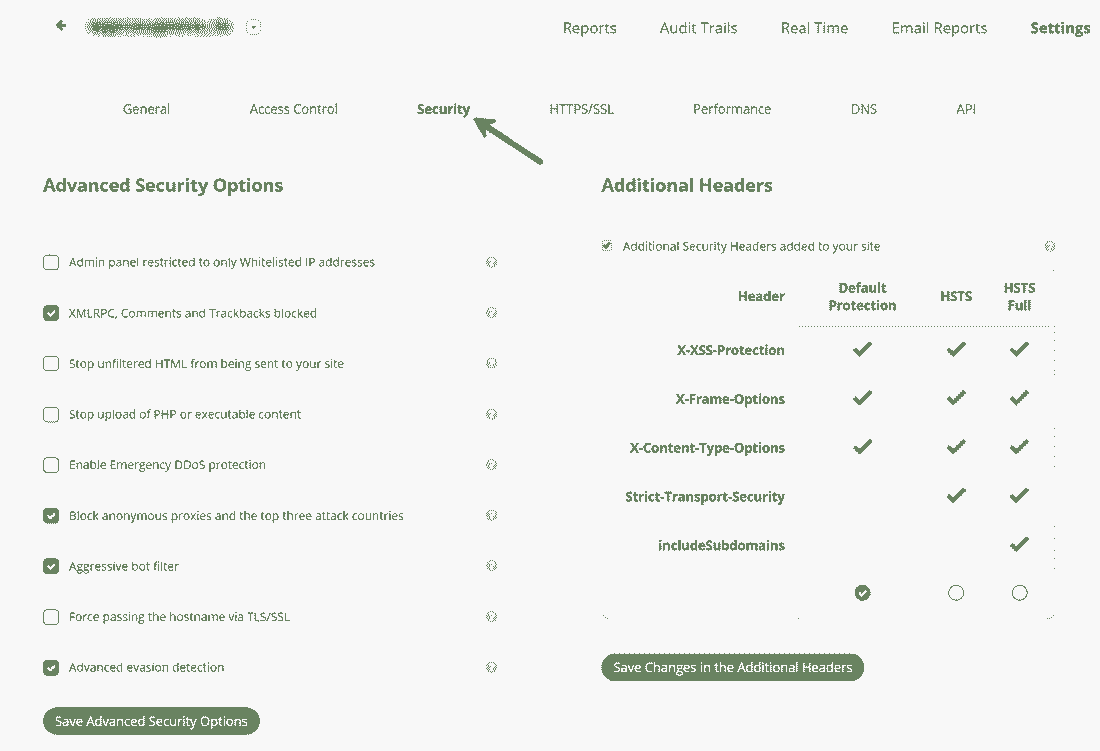 Reports Audit Trails Real Time Email Reports Settings
General Access Control Security HTTPS/SSL Performance DNS API
Advanced Security Options
Admin panel restricted to only Whitelisted IP addresses
XMLRPC, Comments and Trackbacks blocked
Stop unfiltered HTML from being sent to your site
Stop upload of PHP or executable content
Enable Emergency DDoS protection
Block anonymous proxies and the top three attack countries
Aggressive bot filter
Force passing the hostname via TLS/SSL
Advanced evasion detection
Save Advanced Security Options
Additional Headers
Additional Security Headers added to your site
Header Default Protection HSTS HSTS Full
X-XSS-Protection
X-Frame-Options
X-Content-Type-Options
Strict-Transport-Security
includeSubdomains
Save Changes in the Additional Headers